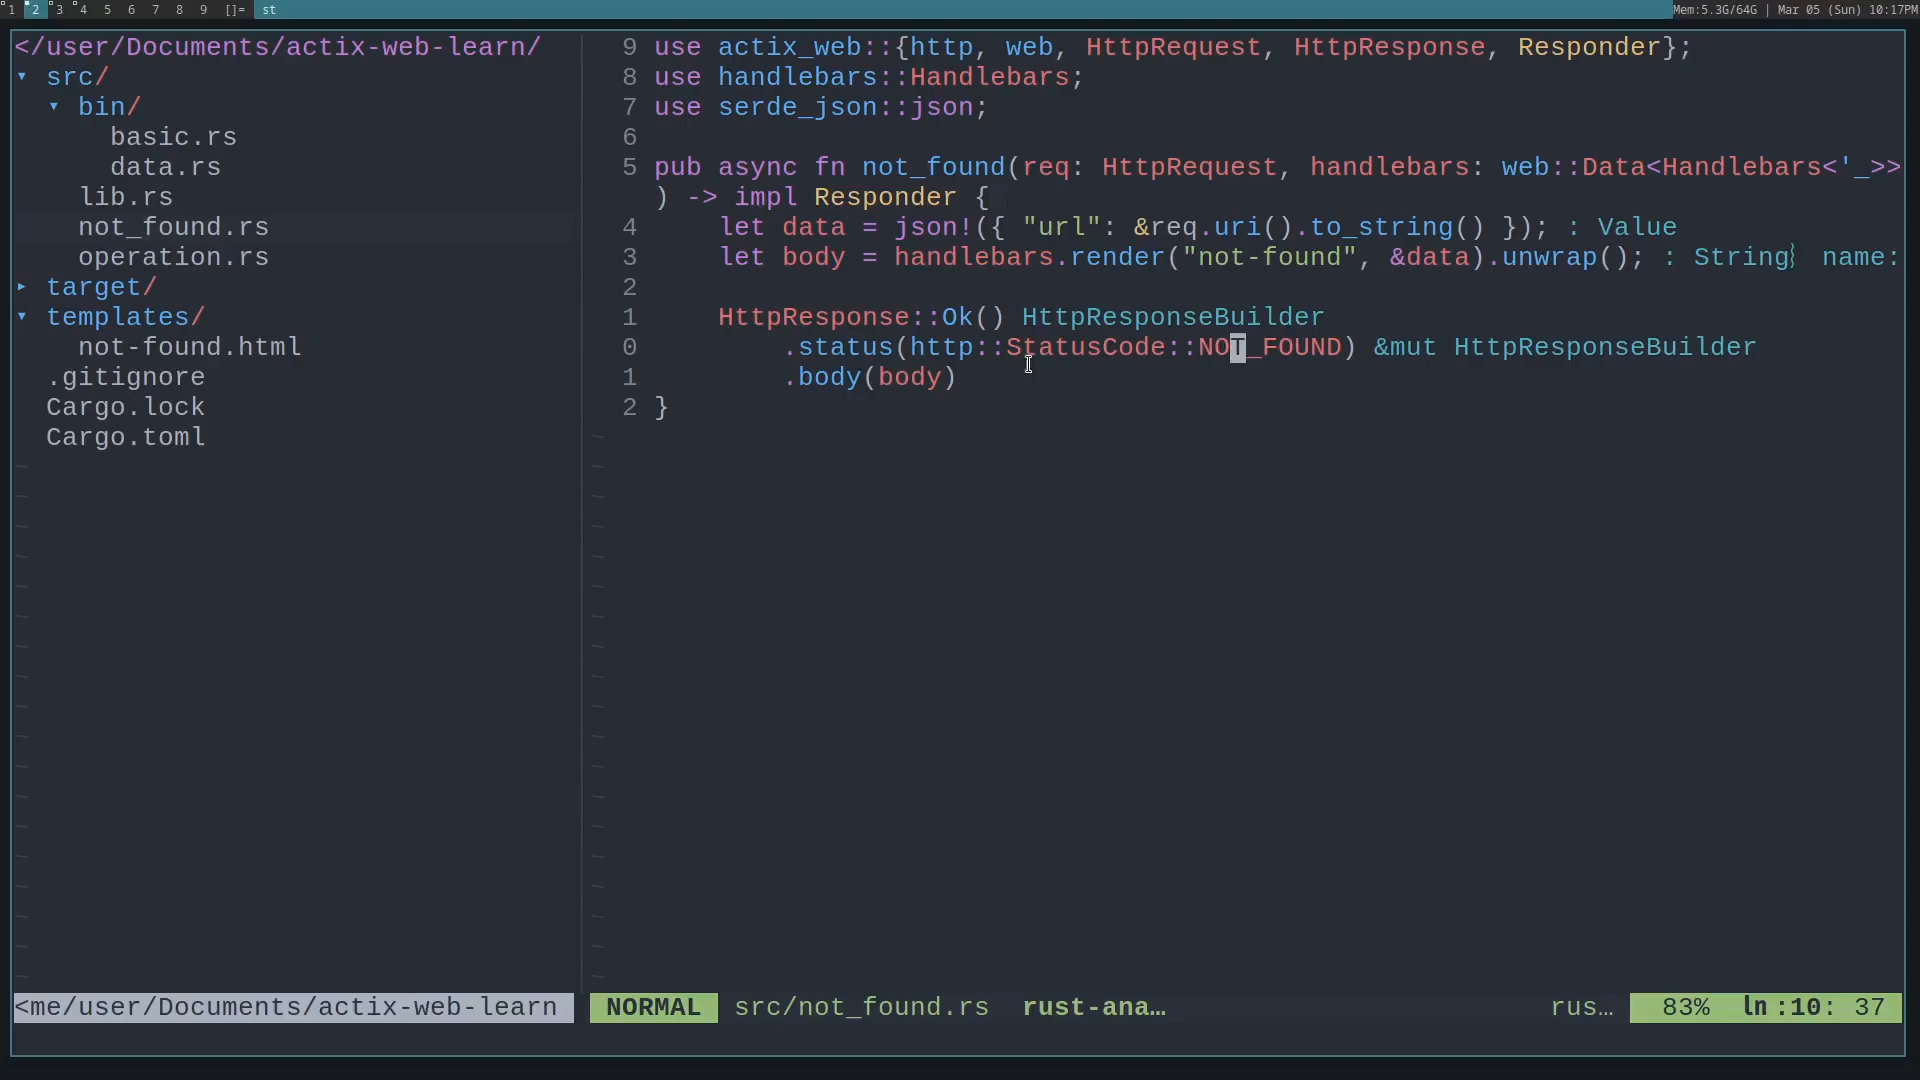 1 2 3 4 5 6 7 8 9 []= st Mem:5.3G/64G | Mar 05 (Sun) 10:17PM
</user/Documents/actix-web-learn/
▾ src/
▾ bin/
basic.rs
data.rs
lib.rs
not_found.rs
operation.rs
▸ target/
▾ templates/
not-found.html
.gitignore
Cargo.lock
Cargo.toml
<me/user/Documents/actix-web-learn
9 use actix_web::{http, web, HttpRequest, HttpResponse, Responder};
8 use handlebars::Handlebars;
7 use serde_json::json;
6
5 pub async fn not_found(req: HttpRequest, handlebars: web::Data<Handlebars<'_>>
) -> impl Responder {
4 let data = json!({ "url": &req.uri().to_string() }); : Value
3 let body = handlebars.render("not-found", &data).unwrap(); : String⌇ name:
2
1 HttpResponse::Ok() HttpResponseBuilder
0 .status(http::StatusCode::NOT_FOUND) &mut HttpResponseBuilder
1 .body(body)
2 }
NORMAL src/not_found.rs rust-ana… rus… 83% ln :10: 37